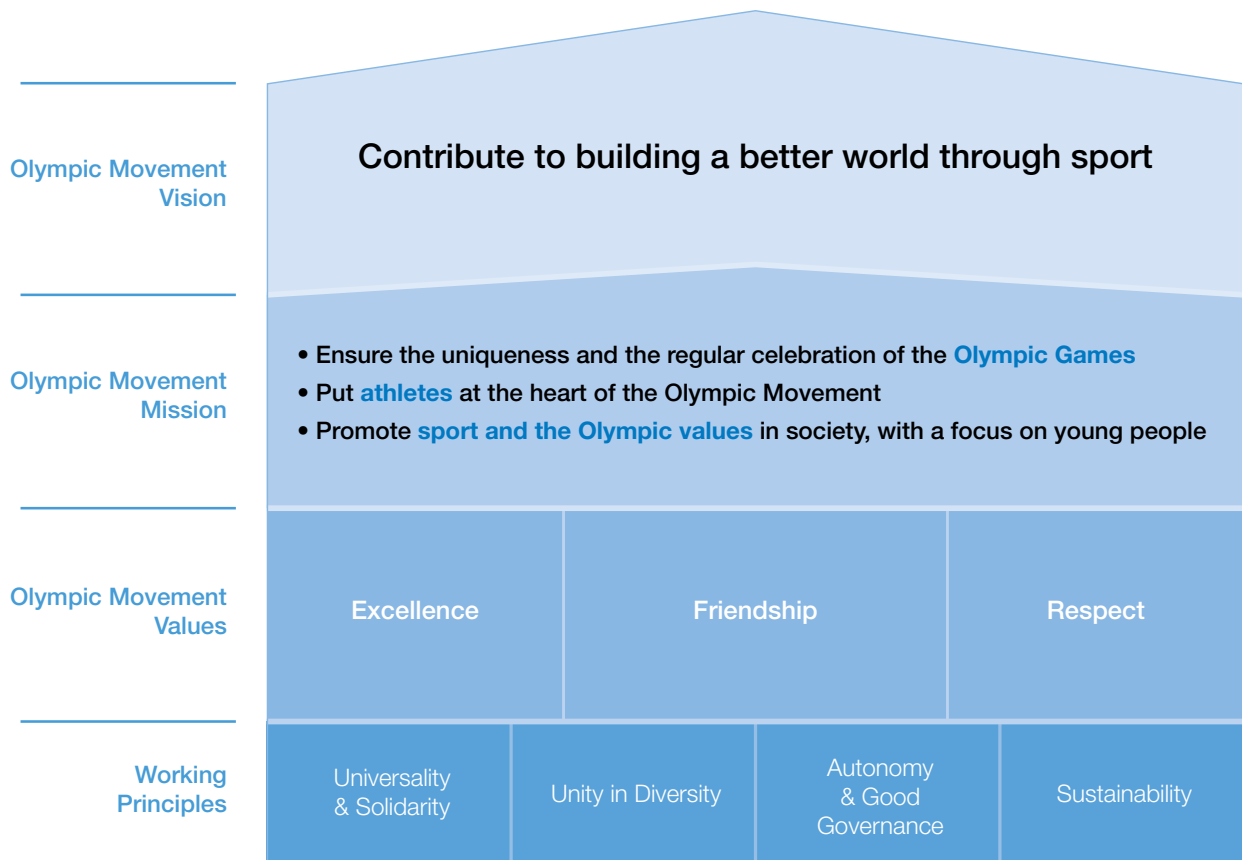 Olympic Movement
Vision
Contribute to building a better world through sport
Olympic Movement
Mission
• Ensure the uniqueness and the regular celebration of the Olympic Games
• Put athletes at the heart of the Olympic Movement
• Promote sport and the Olympic values in society, with a focus on young people
Olympic Movement
Values
Excellence
Friendship
Respect
Working
Principles
Universality
& Solidarity
Unity in Diversity
Autonomy
& Good
Governance
Sustainability